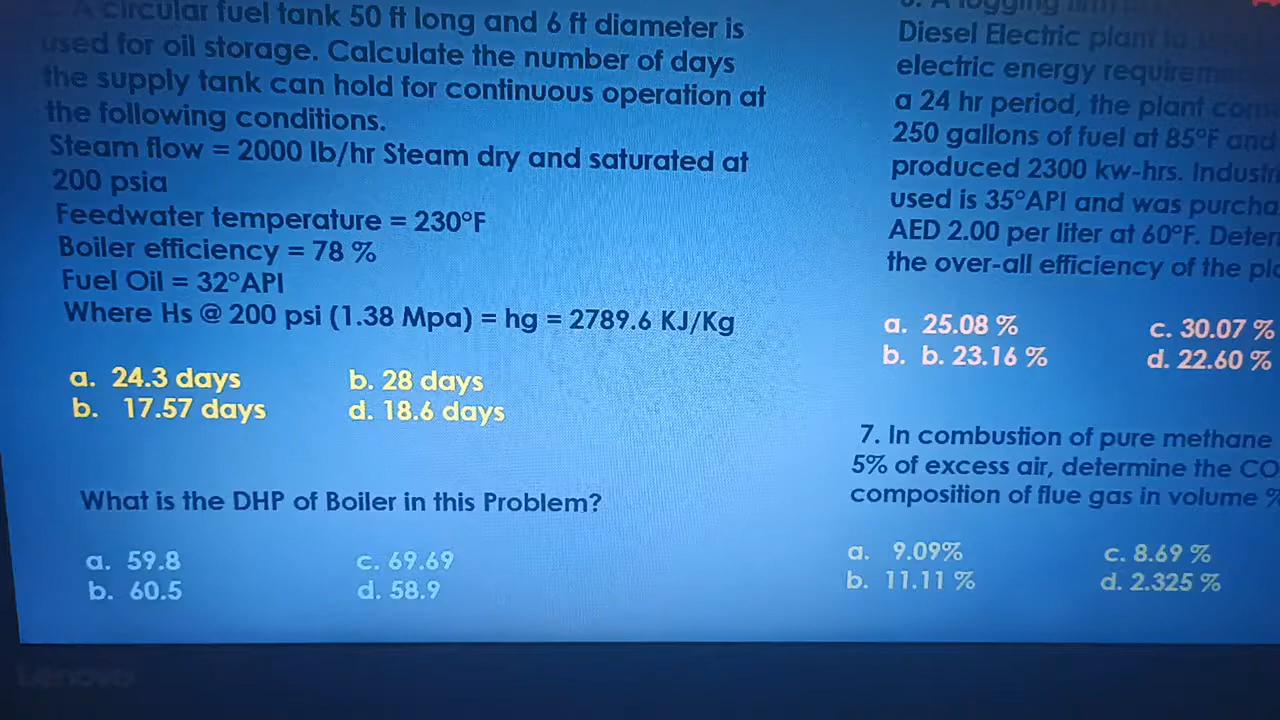 A circular fuel tank 50 ft long and 6 ft diameter is
used for oil storage. Calculate the number of days
the supply tank can hold for continuous operation at
the following conditions.
Steam flow = 2000 lb/hr Steam dry and saturated at
200 psia
Feedwater temperature = 230°F
Boiler efficiency = 78 %
Fuel Oil = 32°API
Where Hs @ 200 psi (1.38 Mpa) = hg = 2789.6 KJ/Kg
a. 24.3 days b. 28 days
b. 17.57 days d. 18.6 days
What is the DHP of Boiler in this Problem?
a. 59.8 c. 69.69
b. 60.5 d. 58.9
Diesel Electric plant to
electric energy
a 24 hr period, the plant
250 gallons of fuel at 85°F and
produced 2300 kw-hrs.
used is 35°API and was
AED 2.00 per liter at 60°F.
the over-all efficiency of the
a. 25.08 % c. 30.07 %
b. b. 23.16 % d. 22.60 %
7. In combustion of pure methane
5% of excess air, determine the CO
composition of flue gas in volume %
a. 9.09% c. 8.69 %
b. 11.11 % d. 2.325 %
Lenovo